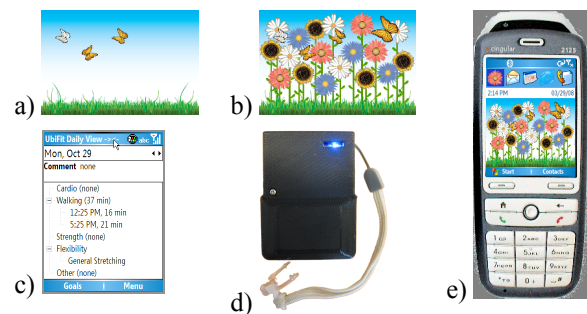 a)
b)
c)
UbiFit Daily View
abc
Mon, Oct 29
Comment none
Cardio (none)
Walking (37 min)
12:25 PM, 16 min
5:25 PM, 21 min
Strength (none)
Flexibility
General Stretching
Other (none)
Goals
Menu
d)
e)
cingular
2125
2:14 PM
03/29/08
Start
Contacts